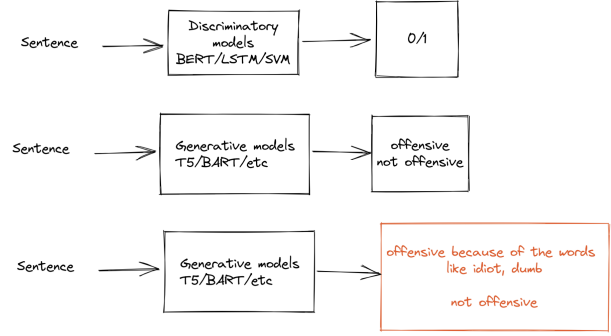 Sentence
Discriminatory
models
BERT/LSTM/SVM
0/1
Sentence
Generative models
T5/BART/etc
offensive
not offensive
Sentence
Generative models
T5/BART/etc
offensive because of the words
like idiot, dumb
not offensive